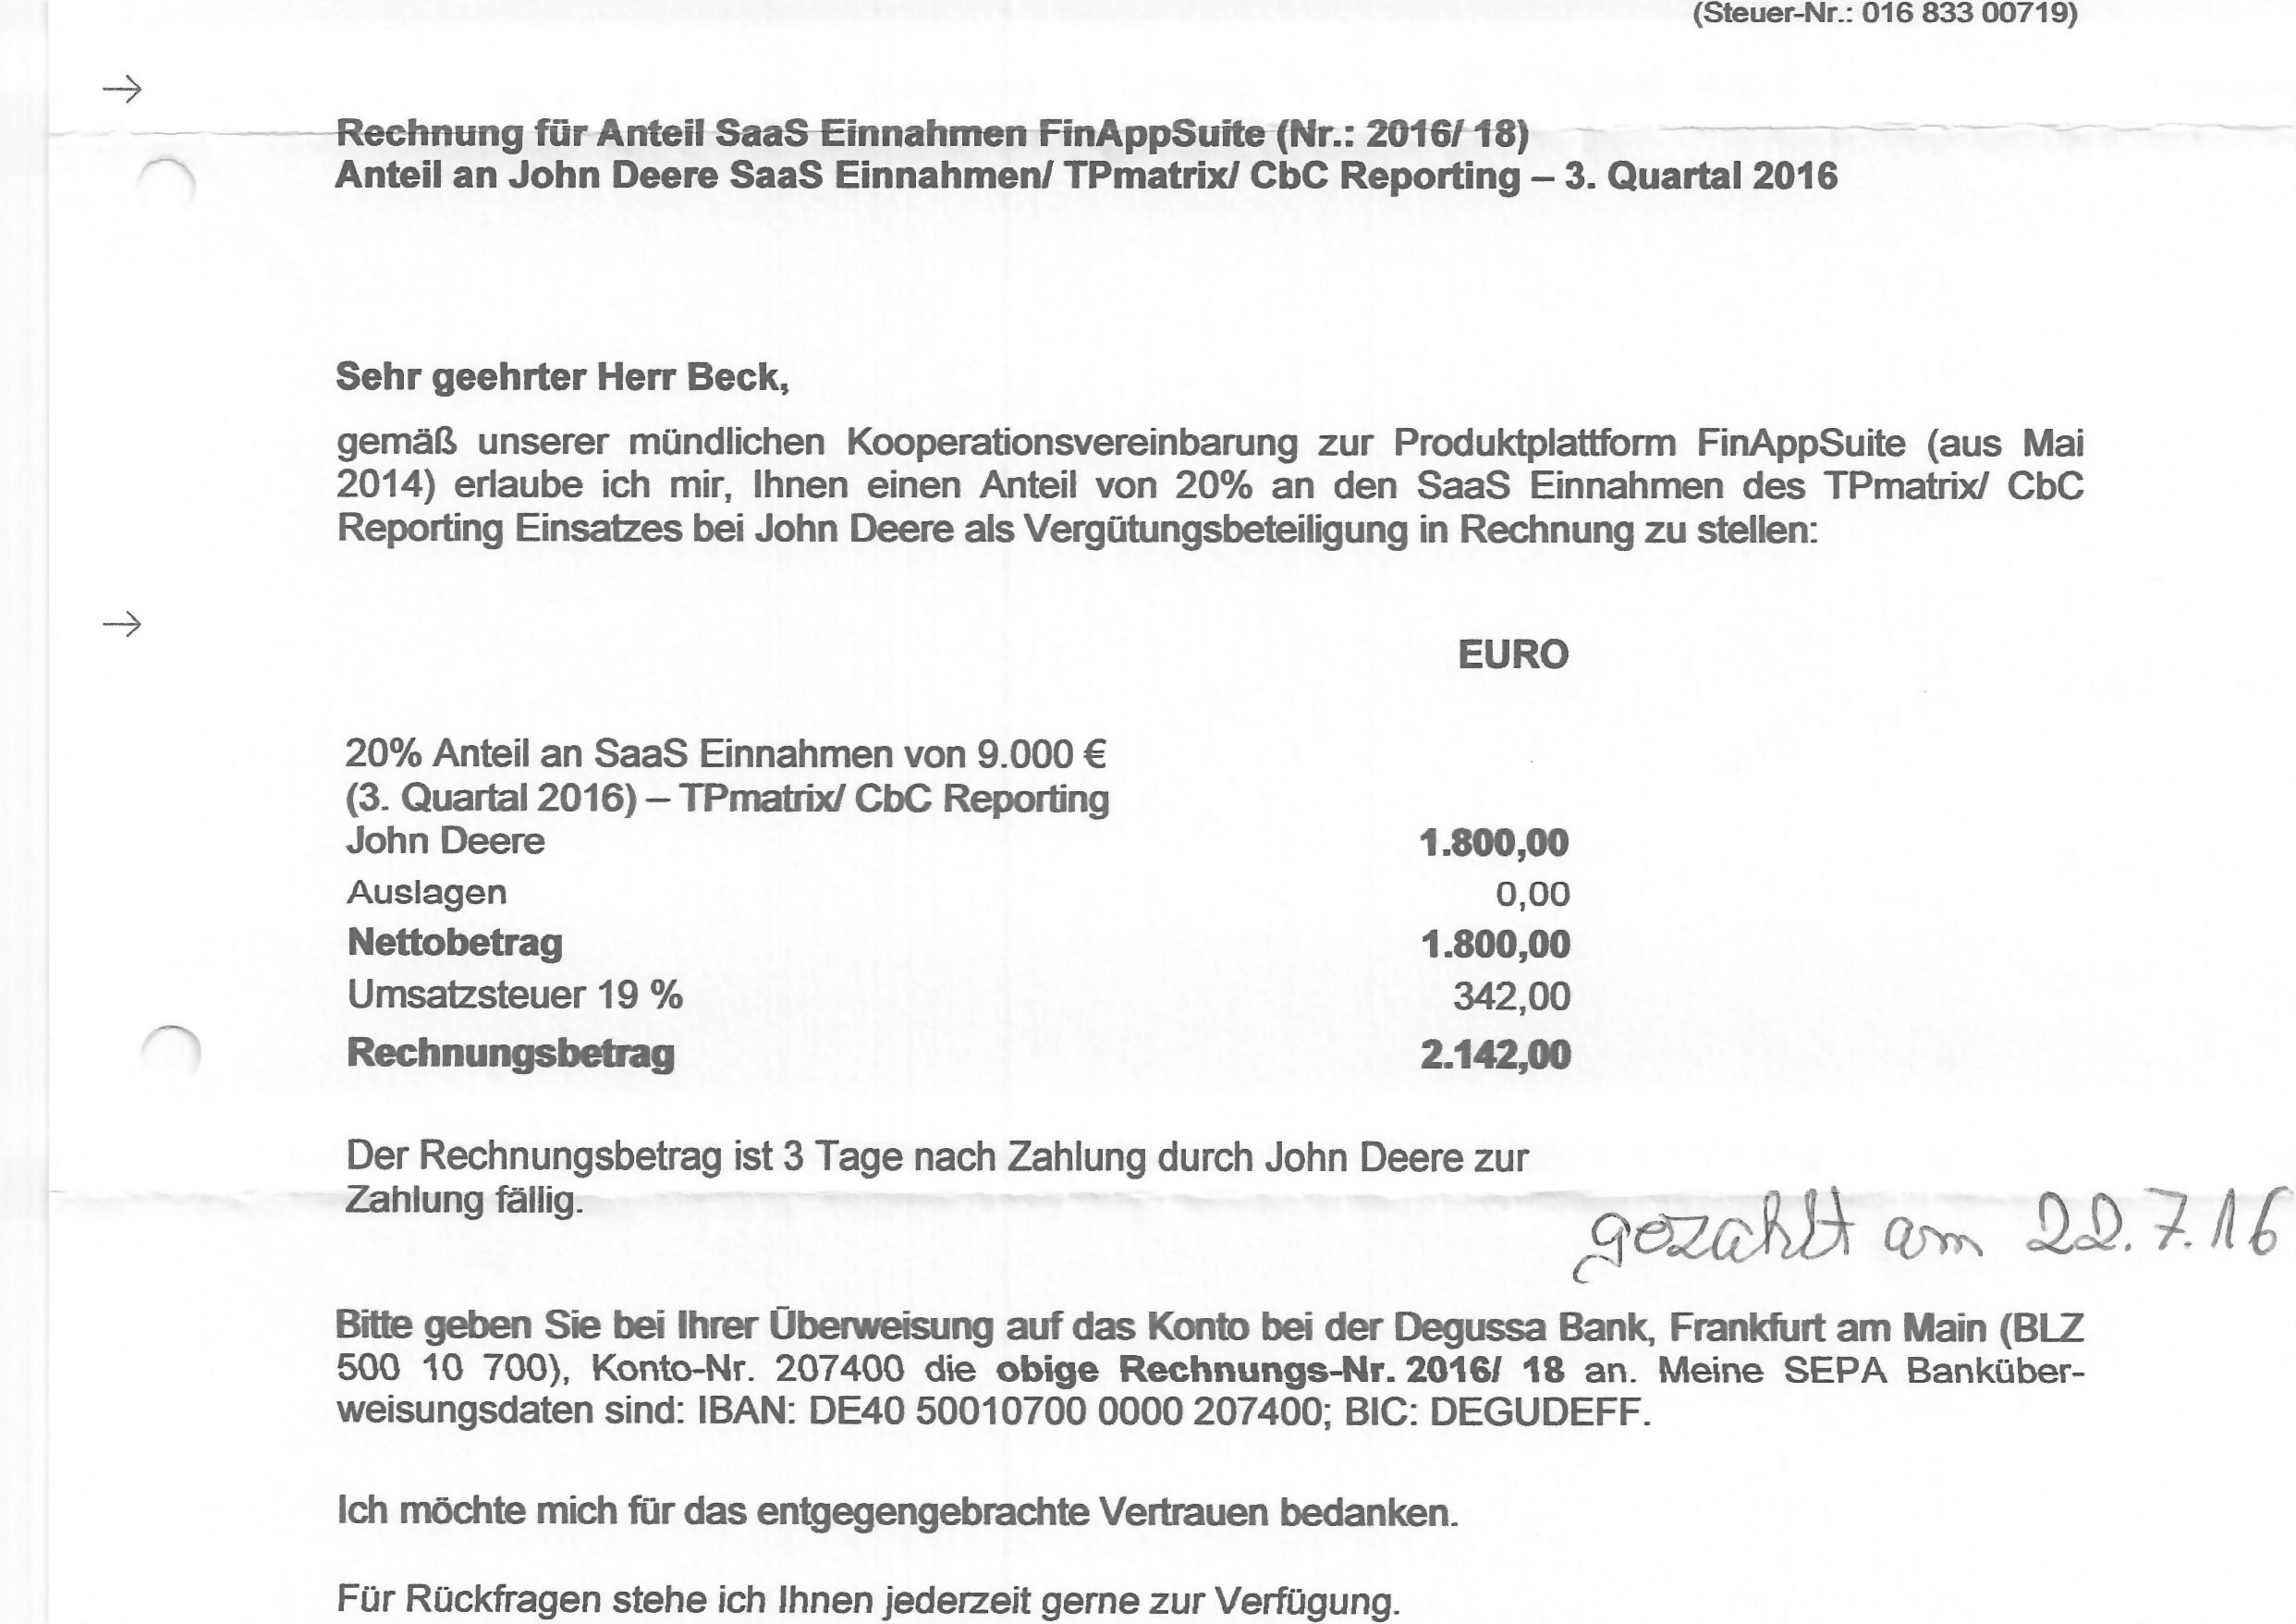 (Steuer-Nr.: 016 833 00719)
Rechnung für Anteil SaaS Einnahmen FinAppSuite (Nr.: 2016/ 18)
Anteil an John Deere SaaS Einnahmen/ TPmatrix/ CbC Reporting – 3. Quartal 2016
Sehr geehrter Herr Beck,
gemäß unserer mündlichen Kooperationsvereinbarung zur Produktplattform FinAppSuite (aus Mai
2014) erlaube ich mir, Ihnen einen Anteil von 20% an den SaaS Einnahmen des TPmatrix/ CbC
Reporting Einsatzes bei John Deere als Vergütungsbeteiligung in Rechnung zu stellen:
EURO
20% Anteil an SaaS Einnahmen von 9.000 €
(3. Quartal 2016) – TPmatrix/ CbC Reporting
John Deere 1.800,00
Auslagen 0,00
Nettobetrag 1.800,00
Umsatzsteuer 19 % 342,00
Rechnungsbetrag 2.142,00
Der Rechnungsbetrag ist 3 Tage nach Zahlung durch John Deere zur
Zahlung fällig.
gezahlt am 22.7.16
Bitte geben Sie bei Ihrer Überweisung auf das Konto bei der Degussa Bank, Frankfurt am Main (BLZ
500 10 700), Konto-Nr. 207400 die obige Rechnungs-Nr. 2016/ 18 an. Meine SEPA Banküber-
weisungsdaten sind: IBAN: DE40 50010700 0000 207400; BIC: DEGUDEFF.
Ich möchte mich für das entgegengebrachte Vertrauen bedanken.
Für Rückfragen stehe ich Ihnen jederzeit gerne zur Verfügung.